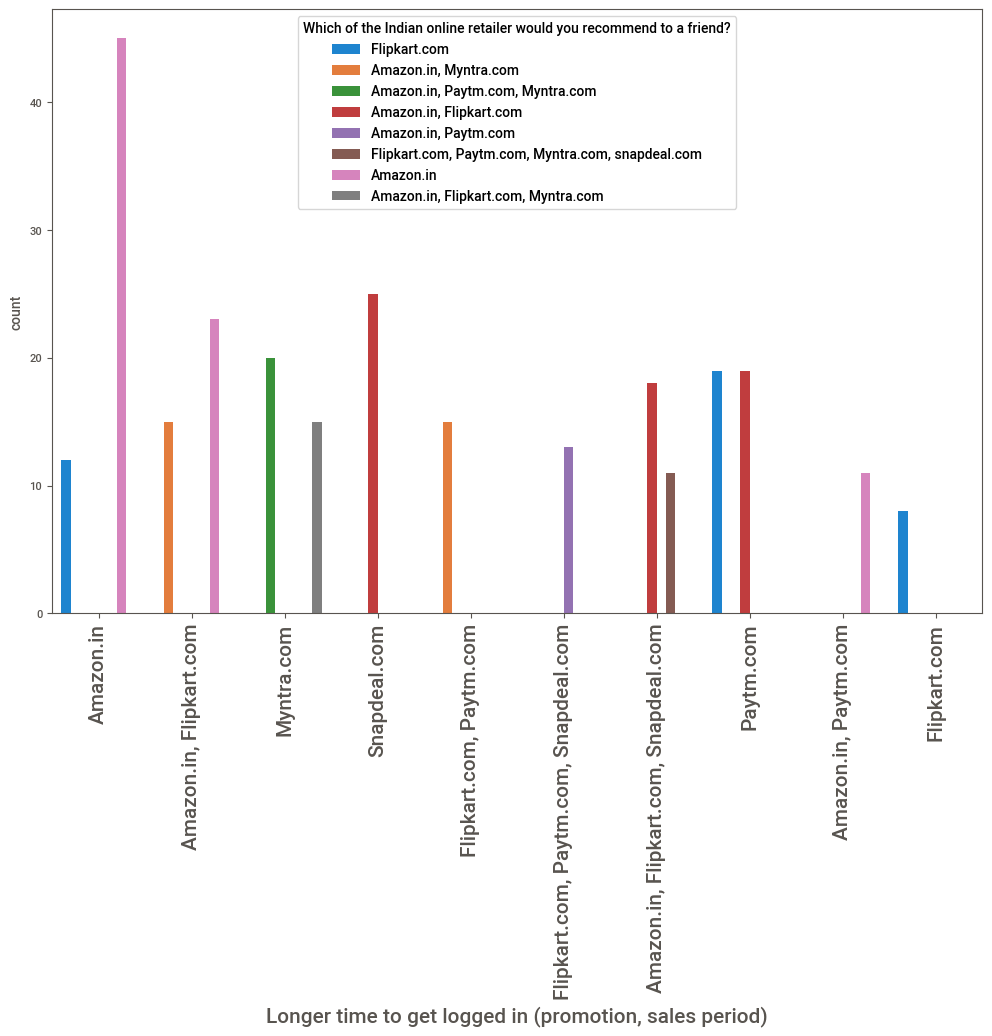 Which of the Indian online retailer would you recommend to a friend?
Flipkart.com
Amazon.in, Myntra.com
Amazon.in, Paytm.com, Myntra.com
Amazon.in, Flipkart.com
Amazon.in, Paytm.com
Flipkart.com, Paytm.com, Myntra.com, snapdeal.com
Amazon.in
Amazon.in, Flipkart.com, Myntra.com
count
40
30
20
10
0
Amazon.in
Amazon.in, Flipkart.com
Myntra.com
Snapdeal.com
Flipkart.com, Paytm.com
Flipkart.com, Paytm.com, Snapdeal.com
Amazon.in, Flipkart.com, Snapdeal.com
Paytm.com
Amazon.in, Paytm.com
Flipkart.com
Longer time to get logged in (promotion, sales period)